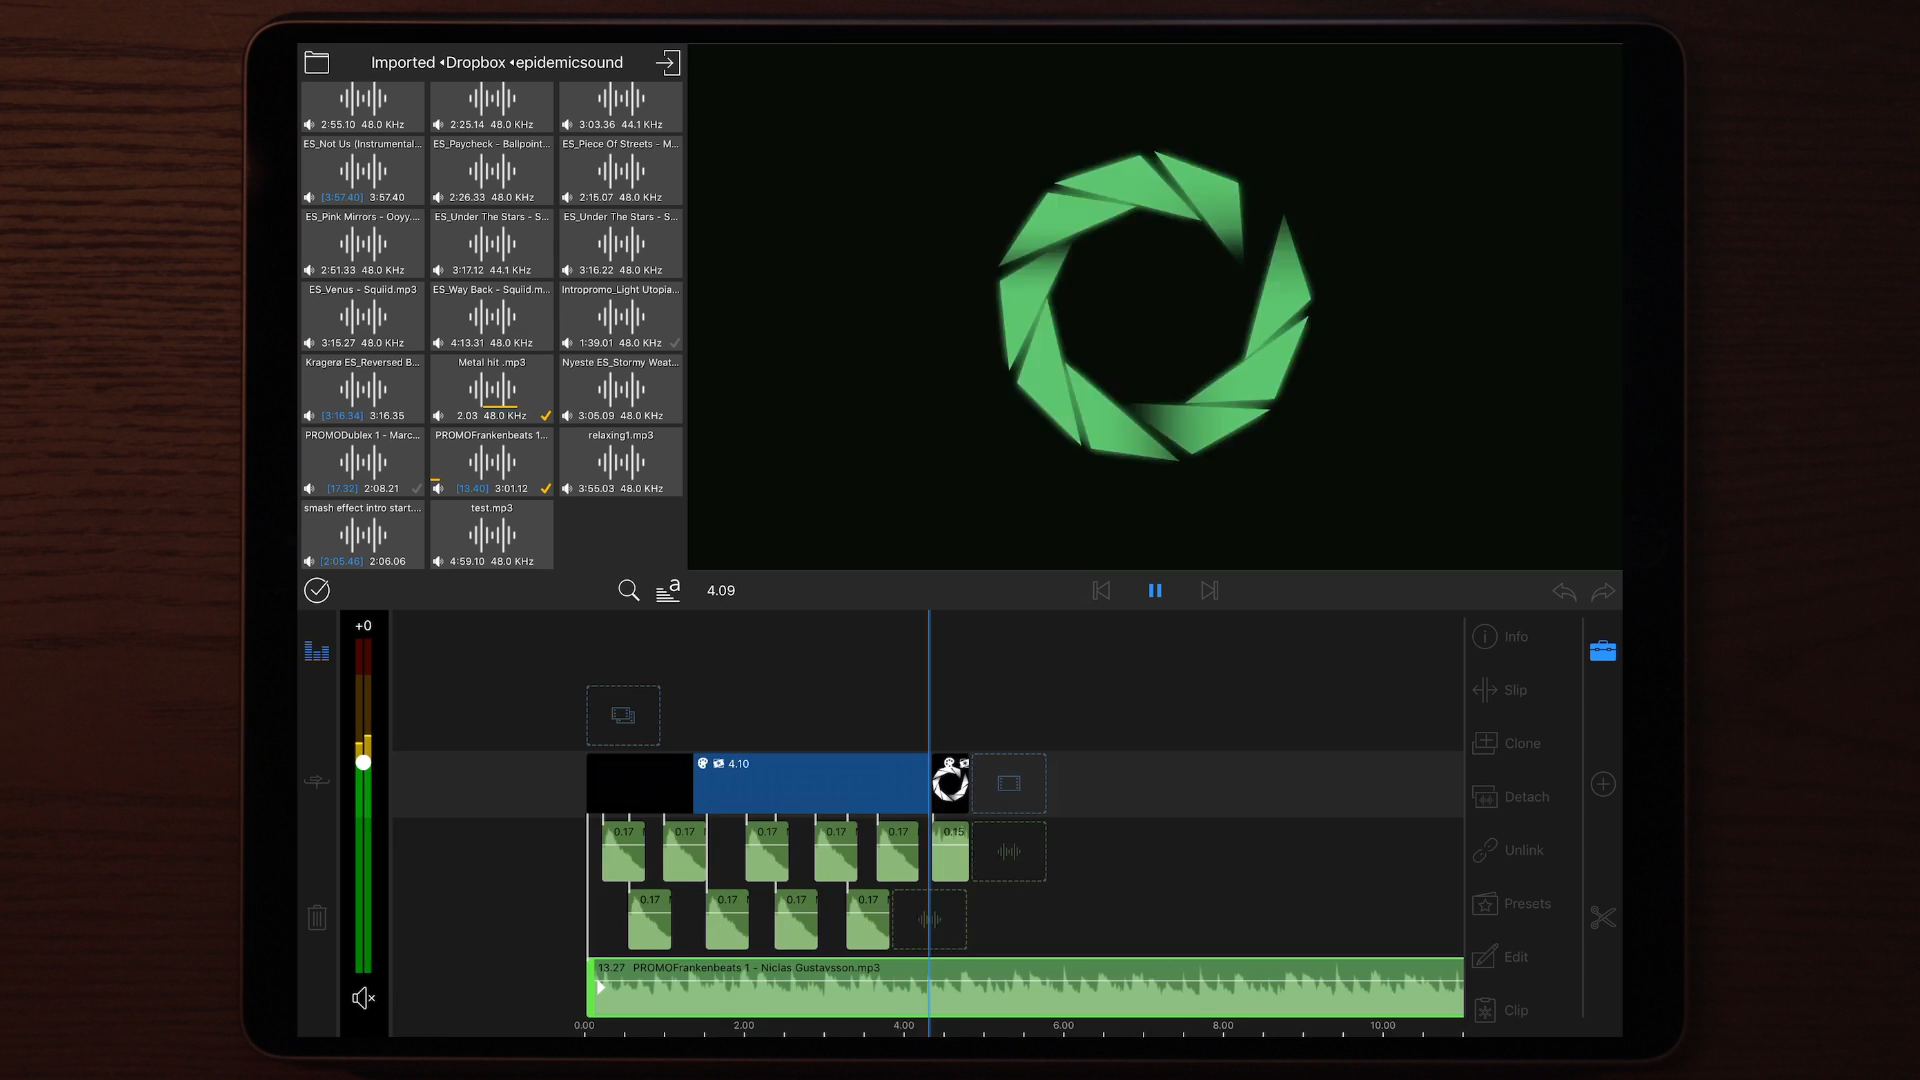 Imported ◂Dropbox ◂epidemicsound
2:55.10 48.0 KHz
2:25.14 48.0 KHz
3:03.36 44.1 KHz
ES_Not Us (Instrumental...
ES_Paycheck - Ballpoint...
ES_Piece Of Streets - M...
[3:57.40] 3:57.40
2:26.33 48.0 KHz
2:15.07 48.0 KHz
ES_Pink Mirrors - Ooyy....
ES_Under The Stars - S...
ES_Under The Stars - S...
2:51.33 48.0 KHz
3:17.12 44.1 KHz
3:16.22 48.0 KHz
ES_Venus - Squiid.mp3
ES_Way Back - Squiid.m...
Intropromo_Light Utopia...
3:15.27 48.0 KHz
4:13.31 48.0 KHz
1:39.01 48.0 KHz
Kragerø ES_Reversed B...
Metal hit .mp3
Nyeste ES_Stormy Weat...
[3:16.34] 3:16.35
2.03 48.0 KHz
3:05.09 48.0 KHz
PROMODublex 1 - Marc...
PROMOFrankenbeats 1...
relaxing1.mp3
[17.32] 2:08.21
[13.40] 3:01.12
3:55.03 48.0 KHz
smash effect intro start....
test.mp3
[2:05.46] 2:06.06
4:59.10 48.0 KHz
a
4.09
+0
Info
Slip
Clone
Detach
Unlink
Presets
Edit
Clip
4.10
0.17
0.17
0.17
0.17
0.17
0.15
0.17
0.17
0.17
0.17
13.27 PROMOFrankenbeats 1 - Niclas Gustavsson.mp3
0.00 2.00 4.00 6.00 8.00 10.00